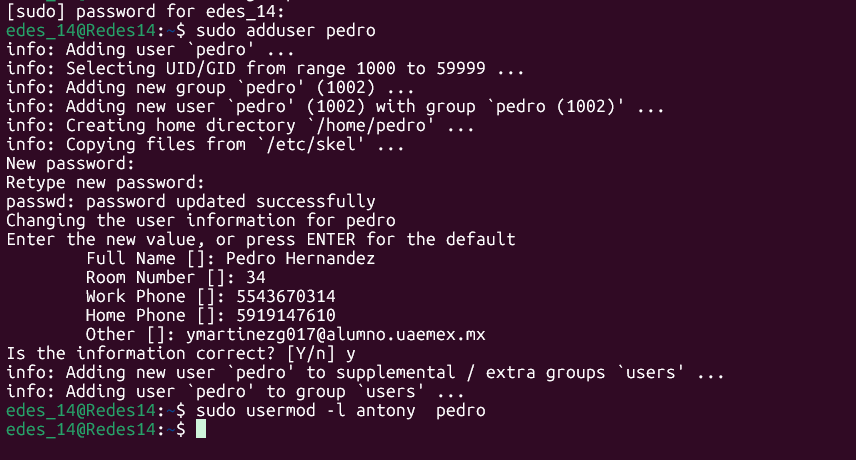 [sudo] password for edes_14:
edes_14@Redes14:~$ sudo adduser pedro
info: Adding user `pedro' ...
info: Selecting UID/GID from range 1000 to 59999 ...
info: Adding new group `pedro' (1002) ...
info: Adding new user `pedro' (1002) with group `pedro (1002)' ...
info: Creating home directory `/home/pedro' ...
info: Copying files from `/etc/skel' ...
New password:
Retype new password:
passwd: password updated successfully
Changing the user information for pedro
Enter the new value, or press ENTER for the default
        Full Name []: Pedro Hernandez
        Room Number []: 34
        Work Phone []: 5543670314
        Home Phone []: 5919147610
        Other []: ymartinezg017@alumno.uaemex.mx
Is the information correct? [Y/n] y
info: Adding new user `pedro' to supplemental / extra groups `users' ...
info: Adding user `pedro' to group `users' ...
edes_14@Redes14:~$ sudo usermod -l antony  pedro
edes_14@Redes14:~$